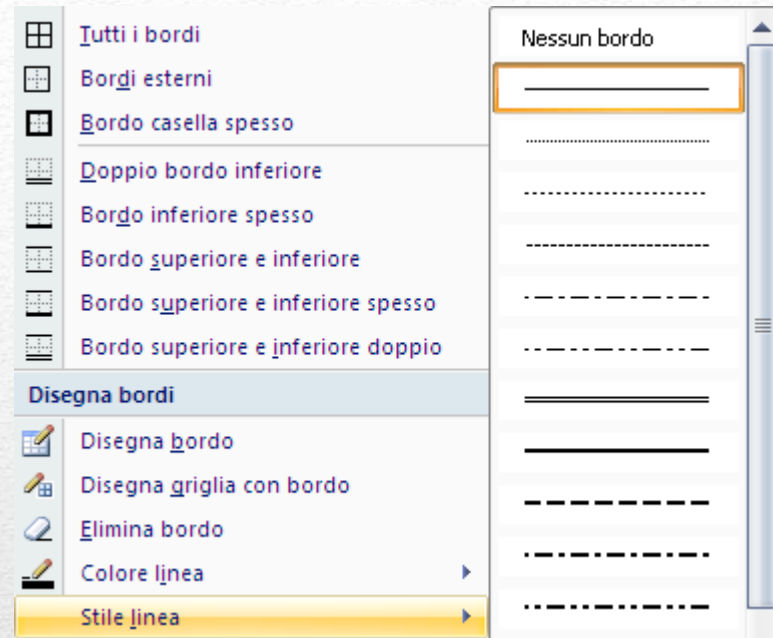 Tutti i bordi
Bordi esterni
Bordo casella spesso
Doppio bordo inferiore
Bordo inferiore spesso
Bordo superiore e inferiore
Bordo superiore e inferiore spesso
Bordo superiore e inferiore doppio
Disegna bordi
Disegna bordo
Disegna griglia con bordo
Elimina bordo
Colore linea
Stile linea
Nessun bordo